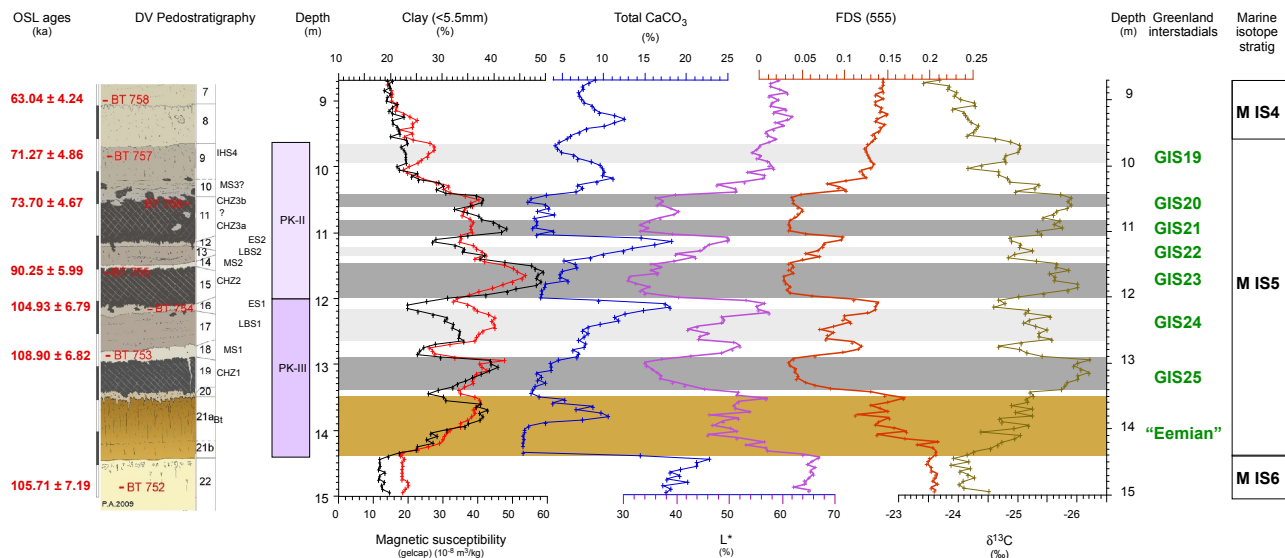 OSL ages
(ka)
DV Pedostratigraphy
Depth
(m)
Clay (<5.5mm)
(%)
Total CaCO3
(%)
FDS (555)
Depth
(m)
Greenland
interstadials
Marine
isotope
stratig
10 20 30 40 50
5 15 25
0 0.05 0.1 0.15 0.2 0.25
63.04 ± 4.24
71.27 ± 4.86
73.70 ± 4.67
90.25 ± 5.99
104.93 ± 6.79
108.90 ± 6.82
105.71 ± 7.19
BT 758
BT 757
BT 754
BT 753
BT 752
P.A.2009
7
8
9
10
11
12
13
14
15
16
17
18
19
20
21a
21b
22
IHS4
MS3?
CHZ3b
?
CHZ3a
ES2
LBS2
MS2
CHZ2
ES1
LBS1
MS1
CHZ1
Bt
PK-II
PK-III
9
10
11
12
13
14
15
9
10
11
12
13
14
15
GIS19
GIS20
GIS21
GIS22
GIS23
GIS24
GIS25
“Eemian”
M IS4
M IS5
M IS6
0 10 20 30 40 50 60
30 40 60 80
-23 -24 -25 -26
Magnetic susceptibility
(gelcap) (10-8 m3/kg)
L*
(%)
δ13C
(‰)